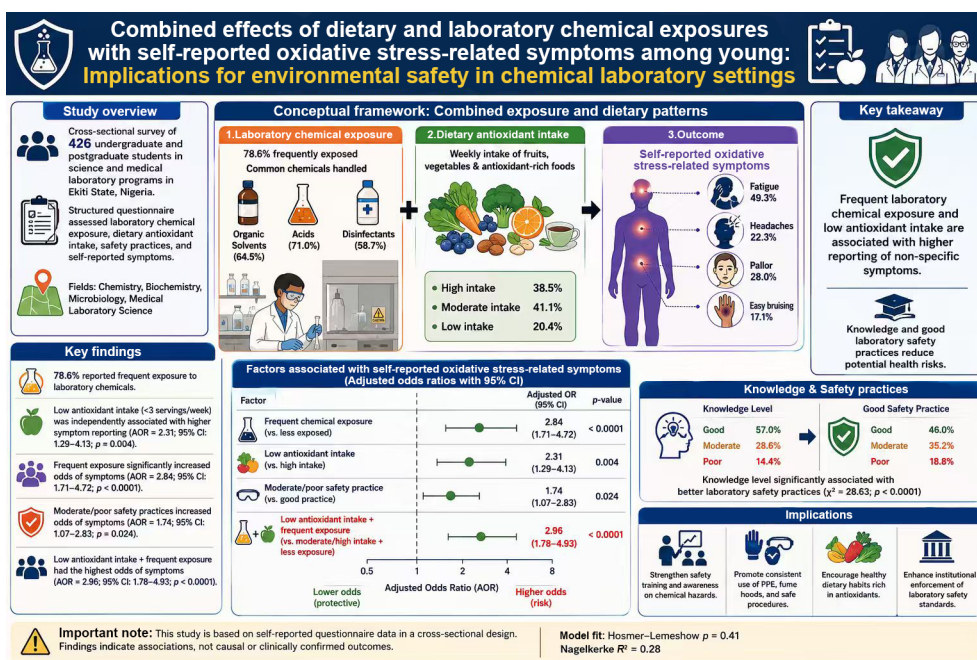 Combined effects of dietary and laboratory chemical exposures
with self-reported oxidative stress-related symptoms among young:
Implications for environmental safety in chemical laboratory settings
Study overview
Cross-sectional survey of
426 undergraduate and
postgraduate students in
science and medical
laboratory programs in
Ekiti State, Nigeria.
Structured questionnaire
assessed laboratory chemical
exposure, dietary antioxidant
intake, safety practices, and
self-reported symptoms.
Fields: Chemistry, Biochemistry,
Microbiology, Medical
Laboratory Science
Conceptual framework: Combined exposure and dietary patterns
1.Laboratory chemical exposure
78.6% frequently exposed
Common chemicals handled
Organic
Solvents
(64.5%)
Acids
(71.0%)
Disinfectants
(58.7%)
+
2.Dietary antioxidant intake
Weekly intake of fruits,
vegetables & antioxidant-rich foods
• High intake 38.5%
• Moderate intake 41.1%
• Low intake 20.4%
3.Outcome
Self-reported oxidative
stress-related symptoms
Fatigue
49.3%
Headaches
22.3%
Pallor
28.0%
Easy bruising
17.1%
Key takeaway
Frequent laboratory
chemical exposure and
low antioxidant intake are
associated with higher
reporting of non-specific
symptoms.
Knowledge and good
laboratory safety
practices reduce
potential health risks.
Key findings
78.6% reported frequent exposure to
laboratory chemicals.
Low antioxidant intake (<3 servings/week)
was independently associated with higher
symptom reporting (AOR = 2.31; 95% CI:
1.29–4.13; p = 0.004).
Frequent exposure significantly increased
odds of symptoms (AOR = 2.84; 95% CI:
1.71–4.72; p < 0.0001).
Moderate/poor safety practices increased
odds of symptoms (AOR = 1.74; 95% CI:
1.07–2.83; p = 0.024).
Low antioxidant intake + frequent exposure
had the highest odds of symptoms
(AOR = 2.96; 95% CI: 1.78–4.93; p < 0.0001).
Factors associated with self-reported oxidative stress-related symptoms
(Adjusted odds ratios with 95% CI)
Factor Adjusted OR (95% CI) p-value
Frequent chemical exposure
(vs. less exposed)
2.84
(1.71–4.72)
< 0.0001
Low antioxidant intake
(vs. high intake)
2.31
(1.29–4.13)
0.004
Moderate/poor safety practice
(vs. good practice)
1.74
(1.07–2.83)
0.024
+
Low antioxidant intake +
frequent exposure
(vs. moderate/high intake +
less exposure)
2.96
(1.78–4.93)
< 0.0001
0.5 1 2 4 8
Adjusted Odds Ratio (AOR)
Lower odds
(protective)
Higher odds
(risk)
Knowledge & Safety practices
Knowledge Level
Good 57.0%
Moderate 28.6%
Poor 14.4%
Good Safety Practice
Good 46.0%
Moderate 35.2%
Poor 18.8%
Knowledge level significantly associated with
better laboratory safety practices (χ² = 28.63; p < 0.0001)
Implications
Strengthen safety
training and awareness
on chemical hazards.
Promote consistent
use of PPE, fume
hoods, and safe
procedures.
Encourage healthy
dietary habits rich
in antioxidants.
Enhance institutional
enforcement of
laboratory safety
standards.
Important note: This study is based on self-reported questionnaire data in a cross-sectional design.
Findings indicate associations, not causal or clinically confirmed outcomes.
Model fit: Hosmer–Lemeshow p = 0.41
Nagelkerke R² = 0.28